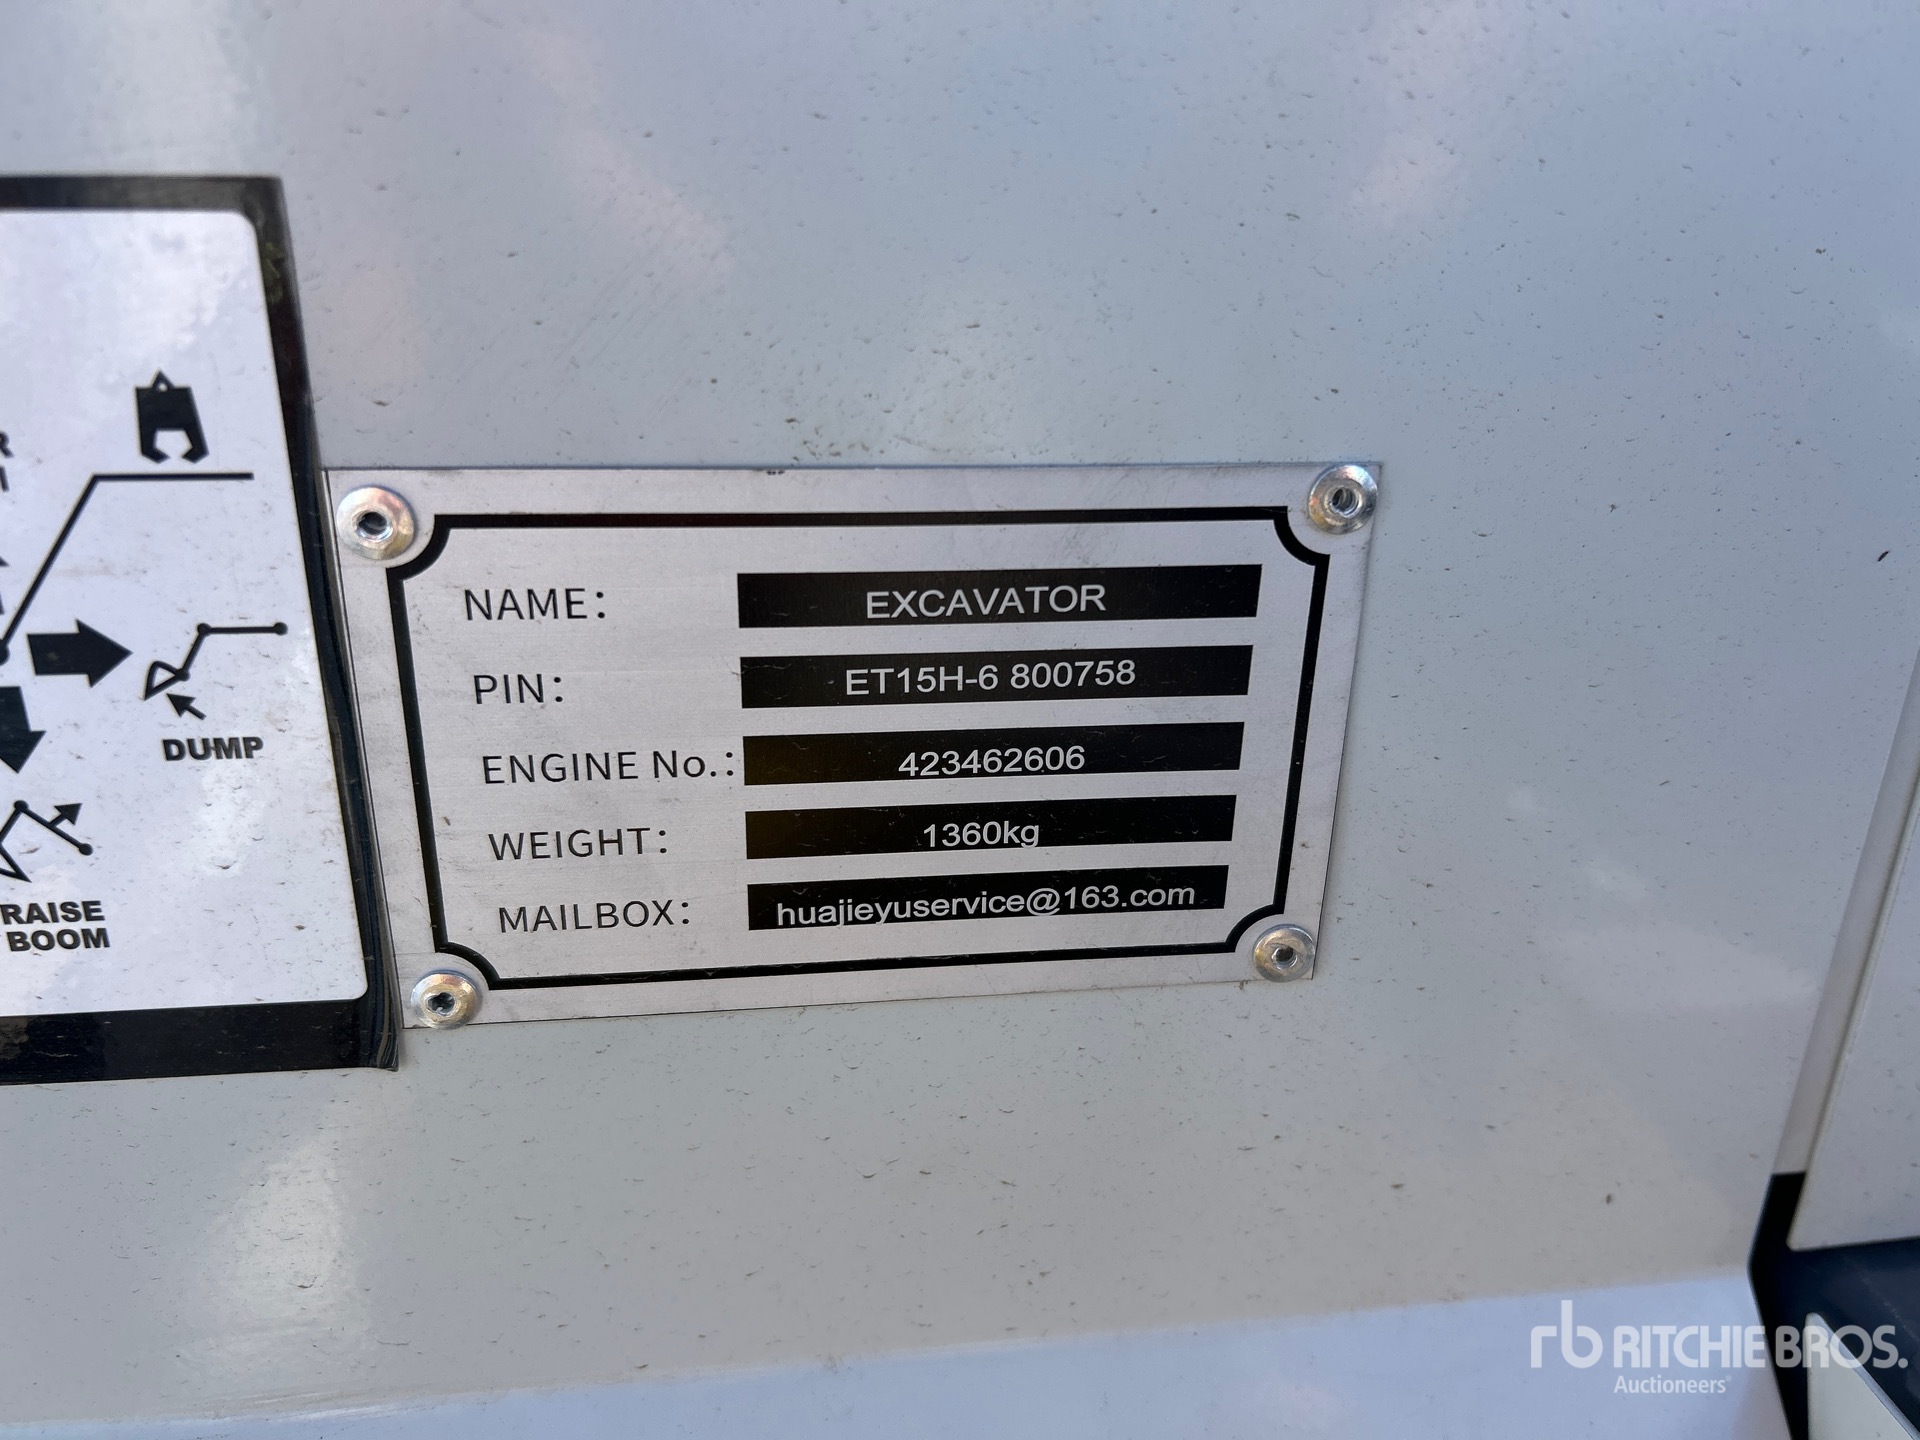 DUMP
RAISE
BOOM
NAME: EXCAVATOR
PIN: ET15H-6 800758
ENGINE No.: 423462606
WEIGHT: 1360kg
MAILBOX: huajieyuservice@163.com
rb RITCHIE BROS.
Auctioneers